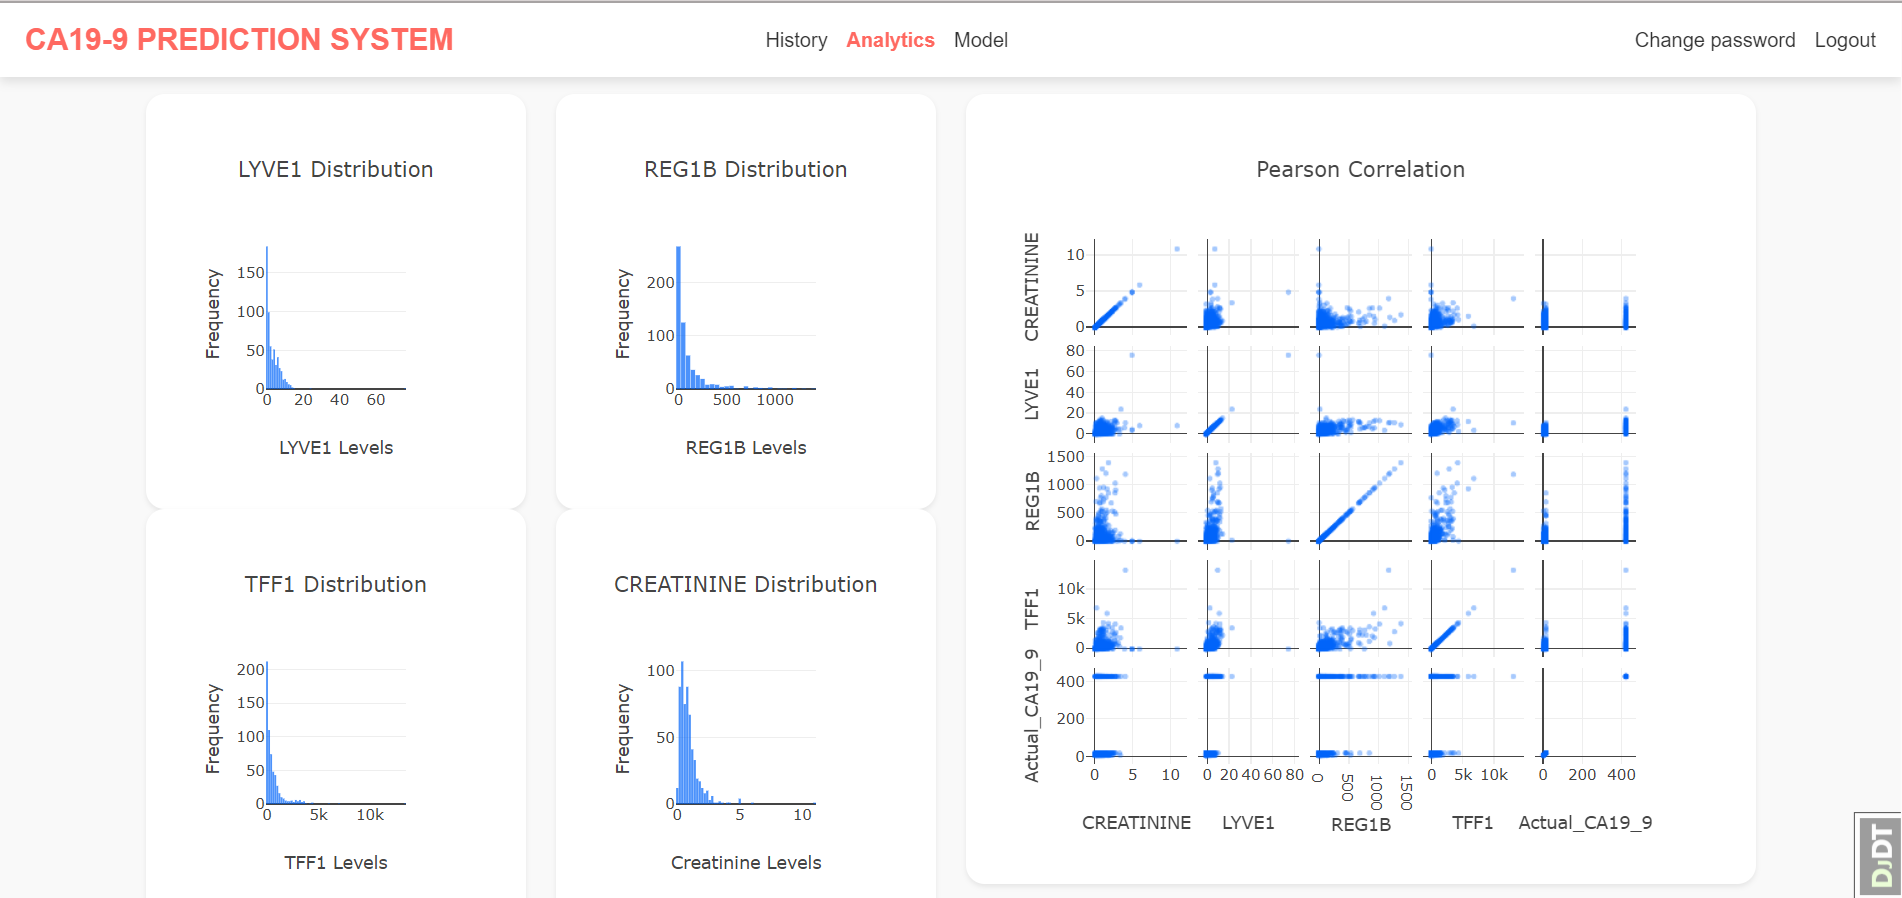 CA19-9 PREDICTION SYSTEM
History Analytics Model
Change password Logout
LYVE1 Distribution
Frequency
150
100
50
0
0 20 40 60
LYVE1 Levels
REG1B Distribution
Frequency
200
100
0
0 500 1000
REG1B Levels
TFF1 Distribution
Frequency
200
150
100
50
0
0 5k 10k
TFF1 Levels
CREATININE Distribution
Frequency
100
50
0
0 5 10
Creatinine Levels
Pearson Correlation
CREATININE
10
5
0
LYVE1
80
60
40
20
0
REG1B
1500
1000
500
0
TFF1
10k
5k
0
Actual_CA19_9
400
200
0
0 5 10
0 20 40 60 80
0 500 1000 1500
0 5k 10k
0 200 400
CREATININE LYVE1 REG1B TFF1 Actual_CA19_9
DJDT